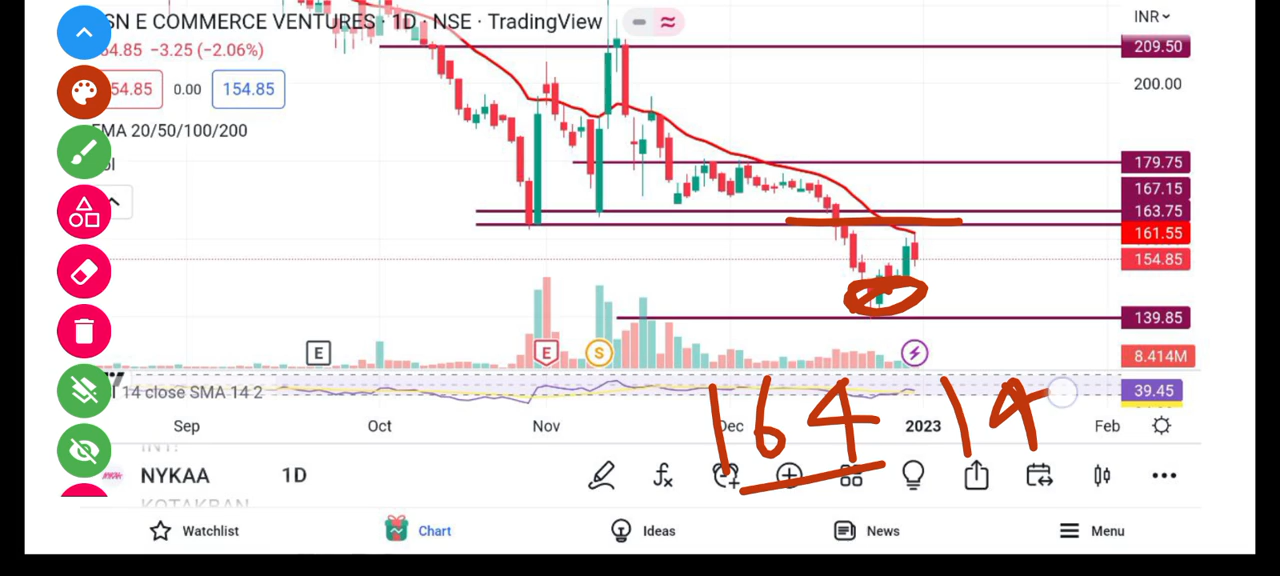 SN E COMMERCE VENTURES · 1D · NSE · TradingView
INR
54.85 −3.25 (−2.06%)
209.50
54.85 0.00 154.85
200.00
EMA 20/50/100/200
179.75
167.15
163.75
161.55
154.85
139.85
E E S
8.414M
14 close SMA 14 2
39.45
164 14
Sep Oct Nov Dec 2023 Feb
NYKAA 1D
KOTAKBAN
Watchlist Chart Ideas News Menu